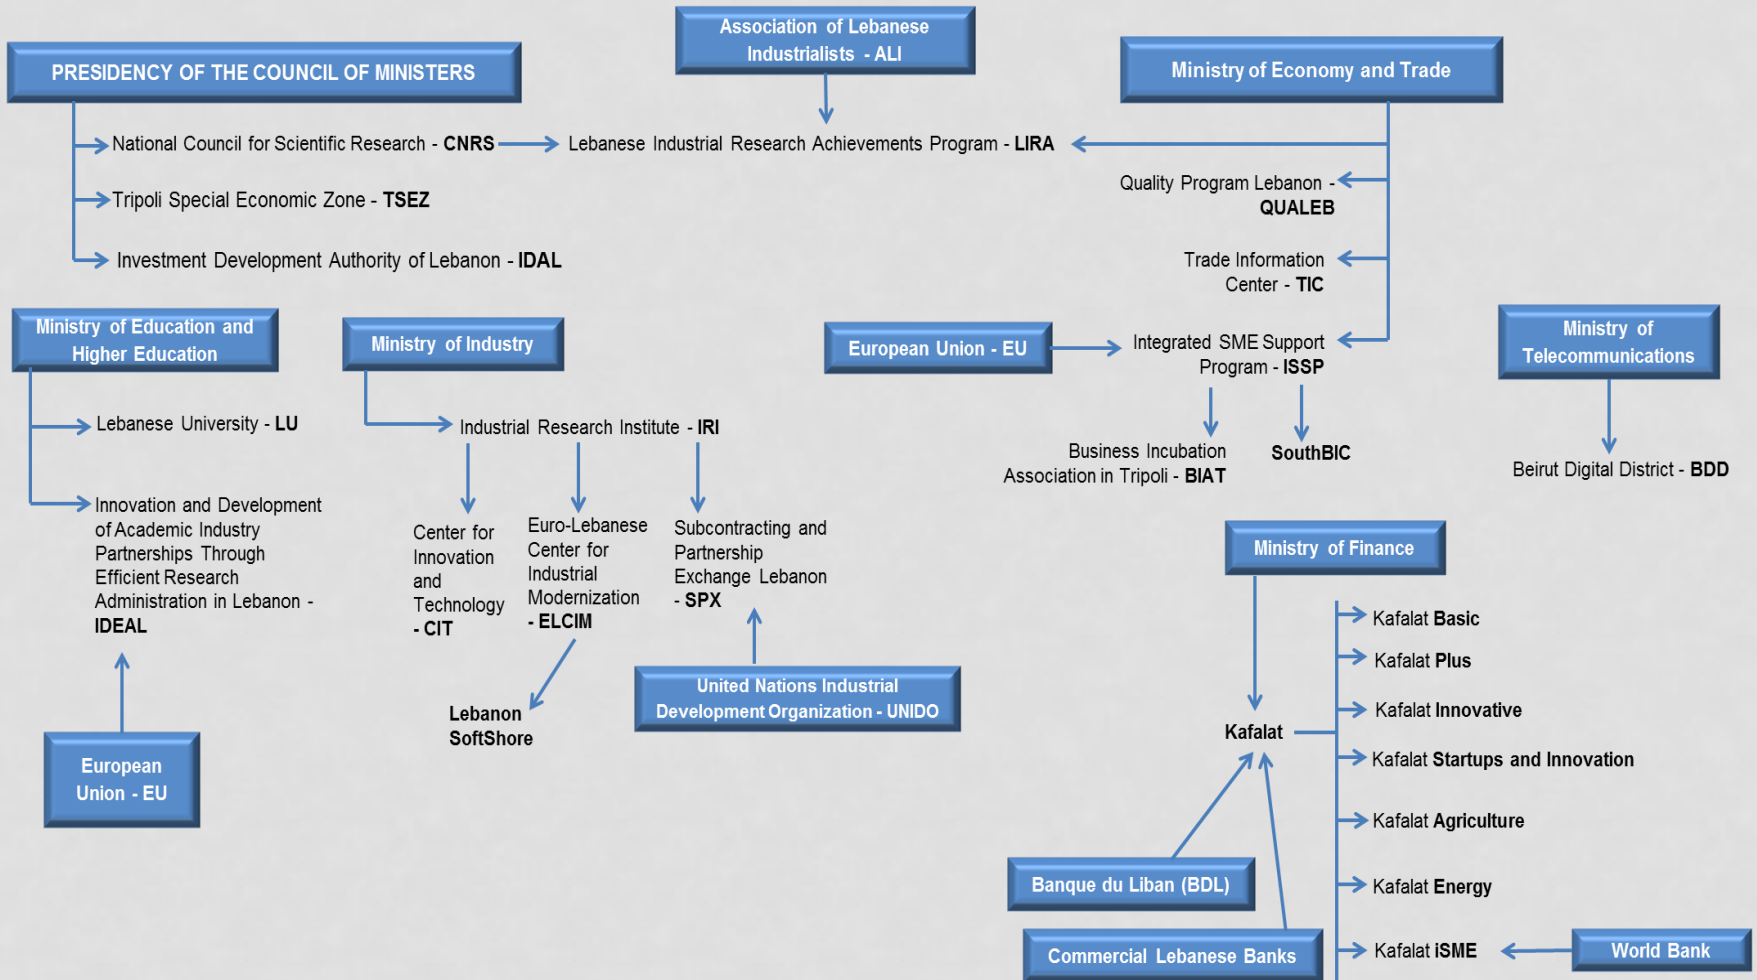 Association of Lebanese
Industrialists - ALI
PRESIDENCY OF THE COUNCIL OF MINISTERS
Ministry of Economy and Trade
National Council for Scientific Research - CNRS
Lebanese Industrial Research Achievements Program - LIRA
Tripoli Special Economic Zone - TSEZ
Quality Program Lebanon -
QUALEB
Investment Development Authority of Lebanon - IDAL
Trade Information
Center - TIC
Ministry of Education and
Higher Education
Ministry of Industry
European Union - EU
Integrated SME Support
Program - ISSP
Ministry of
Telecommunications
Lebanese University - LU
Industrial Research Institute - IRI
Business Incubation
Association in Tripoli - BIAT
SouthBIC
Beirut Digital District - BDD
Innovation and Development
of Academic Industry
Partnerships Through
Efficient Research
Administration in Lebanon -
IDEAL
Center for
Innovation
and
Technology
- CIT
Euro-Lebanese
Center for
Industrial
Modernization
- ELCIM
Subcontracting and
Partnership
Exchange Lebanon
- SPX
Ministry of Finance
Lebanon
SoftShore
United Nations Industrial
Development Organization - UNIDO
European
Union - EU
Kafalat
Kafalat Basic
Kafalat Plus
Kafalat Innovative
Kafalat Startups and Innovation
Kafalat Agriculture
Kafalat Energy
Kafalat iSME
World Bank
Banque du Liban (BDL)
Commercial Lebanese Banks